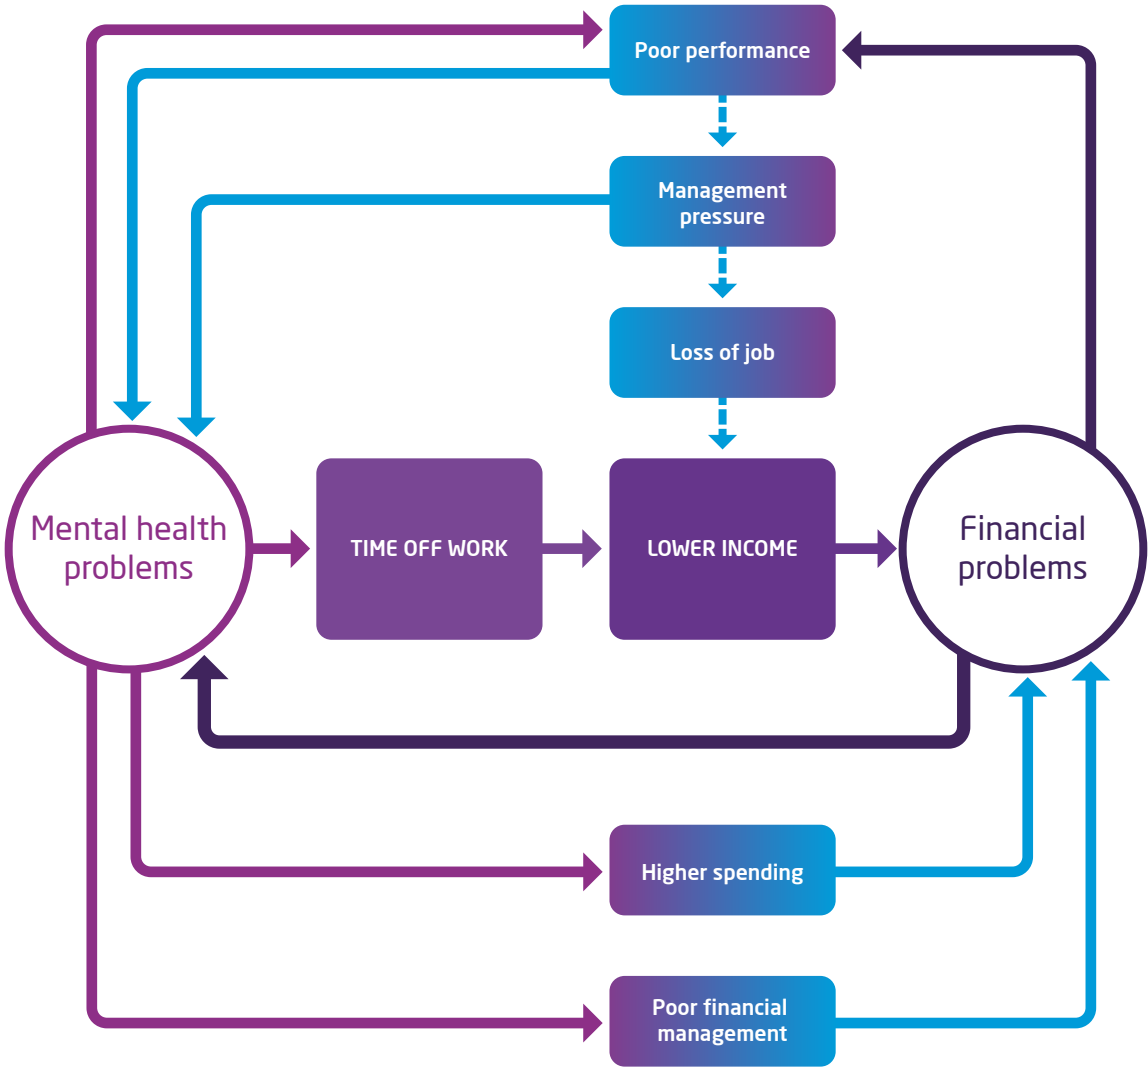 Poor performance
Management
pressure
Loss of job
Mental health
problems
TIME OFF WORK
LOWER INCOME
Financial
problems
Higher spending
Poor financial
management